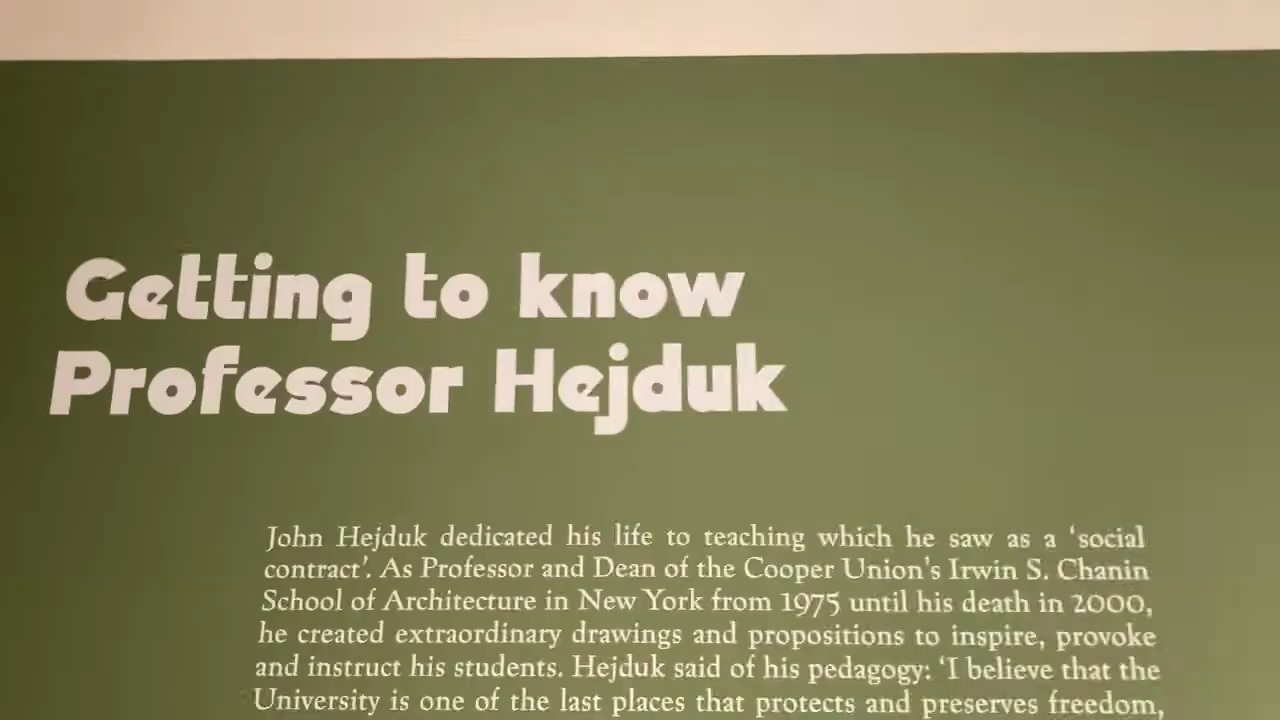 Getting to know
Professor Hejduk
John Hejduk dedicated his life to teaching which he saw as a ‘social
contract’. As Professor and Dean of the Cooper Union’s Irwin S. Chanin
School of Architecture in New York from 1975 until his death in 2000,
he created extraordinary drawings and propositions to inspire, provoke
and instruct his students. Hejduk said of his pedagogy: ‘I believe that the
University is one of the last places that protects and preserves freedom,